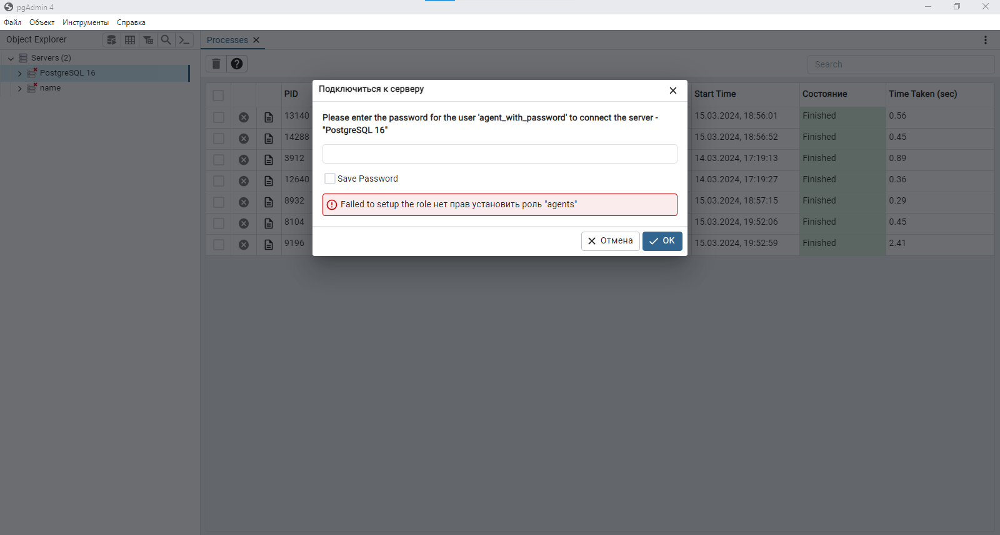 pgAdmin 4
Файл Объект Инструменты Справка
Object Explorer
Processes
Servers (2)
PostgreSQL 16
name
Search
PID Start Time Состояние Time Taken (sec)
13140 15.03.2024, 18:56:01 Finished 0.56
14288 15.03.2024, 18:56:52 Finished 0.45
3912 14.03.2024, 17:19:13 Finished 0.89
12640 14.03.2024, 17:19:27 Finished 0.36
8932 15.03.2024, 18:57:15 Finished 0.29
8104 15.03.2024, 19:52:06 Finished 0.45
9196 15.03.2024, 19:52:59 Finished 2.41
Подключиться к серверу
Please enter the password for the user 'agent_with_password' to connect the server -
"PostgreSQL 16"
Save Password
Failed to setup the role нет прав установить роль "agents"
Отмена OK